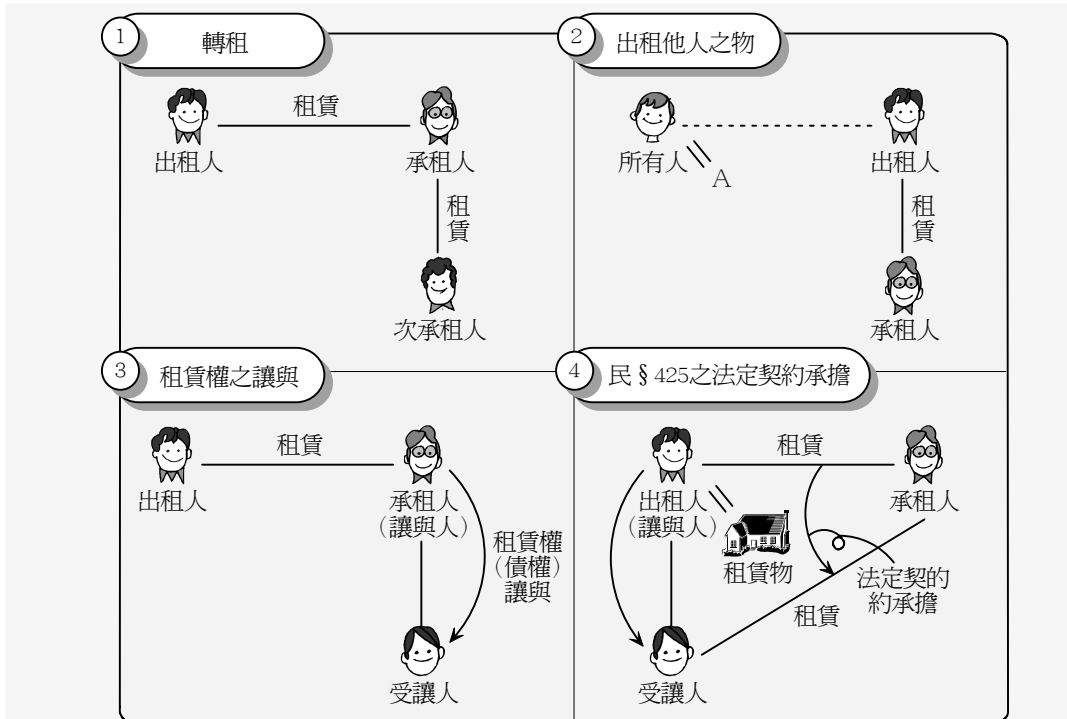 1 轉租
租賃
出租人
承租人
租
賃
次承租人
2 出租他人之物
所有人
A
出租人
租
賃
承租人
3 租賃權之讓與
租賃
出租人
承租人
（讓與人）
租賃權
（債權）
讓與
受讓人
4 民§425之法定契約承擔
租賃
出租人
（讓與人）
承租人
租賃物
法定契的
約承擔
租賃
受讓人